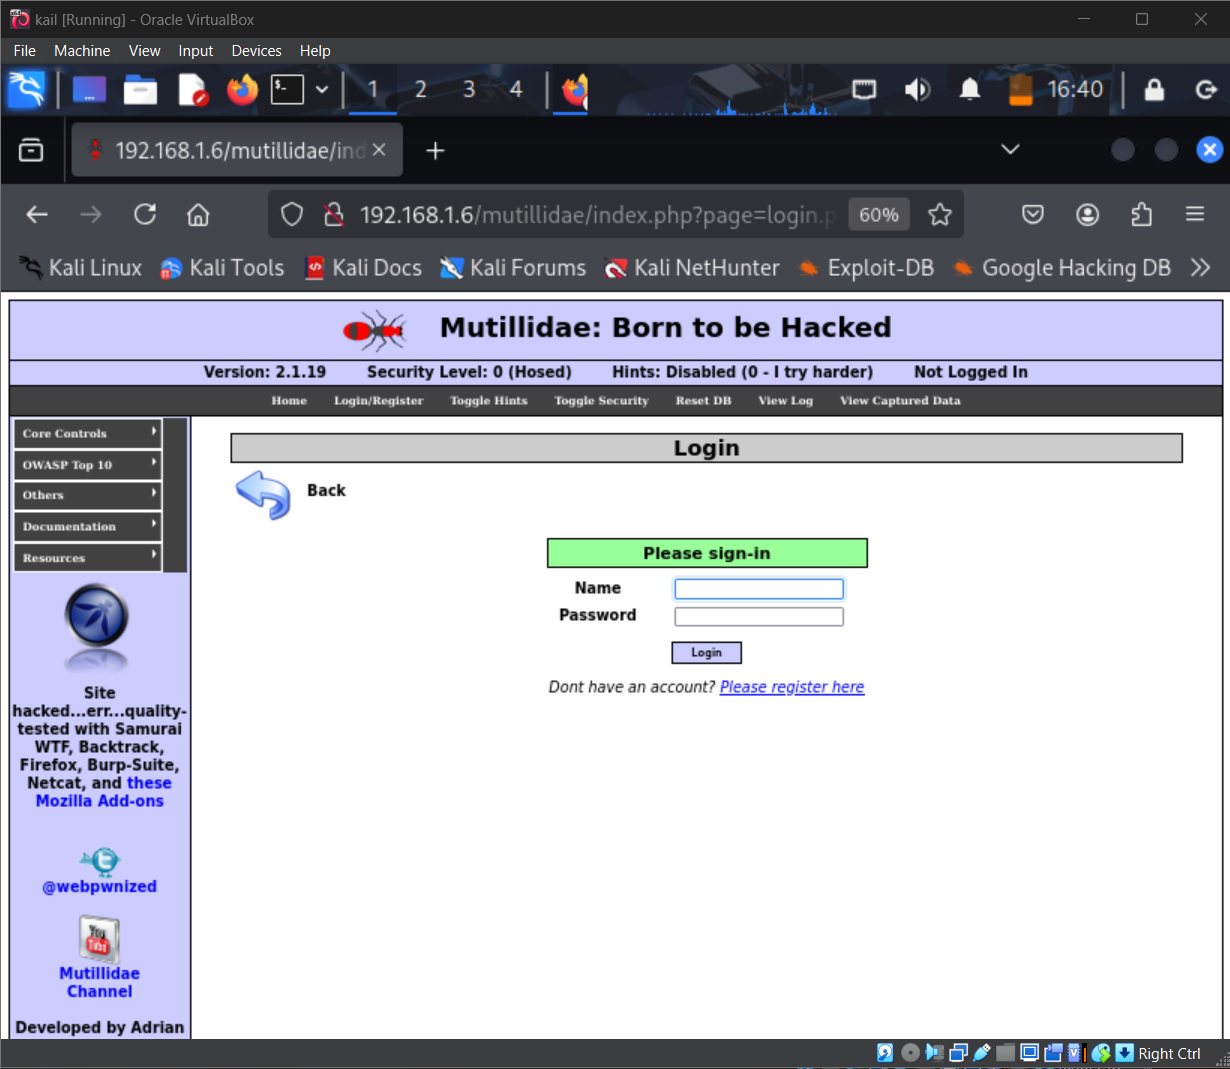 kail [Running] - Oracle VirtualBox
File Machine View Input Devices Help
1 2 3 4 16:40
192.168.1.6/mutillidae/ind
192.168.1.6/mutillidae/index.php?page=login.p 60%
Kali Linux Kali Tools Kali Docs Kali Forums Kali NetHunter Exploit-DB Google Hacking DB
Mutillidae: Born to be Hacked
Version: 2.1.19 Security Level: 0 (Hosed) Hints: Disabled (0 - I try harder) Not Logged In
Home Login/Register Toggle Hints Toggle Security Reset DB View Log View Captured Data
Core Controls
OWASP Top 10
Others
Documentation
Resources
Login
Back
Please sign-in
Name
Password
Login
Dont have an account? Please register here
Site
hacked...err...quality-
tested with Samurai
WTF, Backtrack,
Firefox, Burp-Suite,
Netcat, and these
Mozilla Add-ons
@webpwnized
You
Tube
Mutillidae
Channel
Developed by Adrian
Right Ctrl